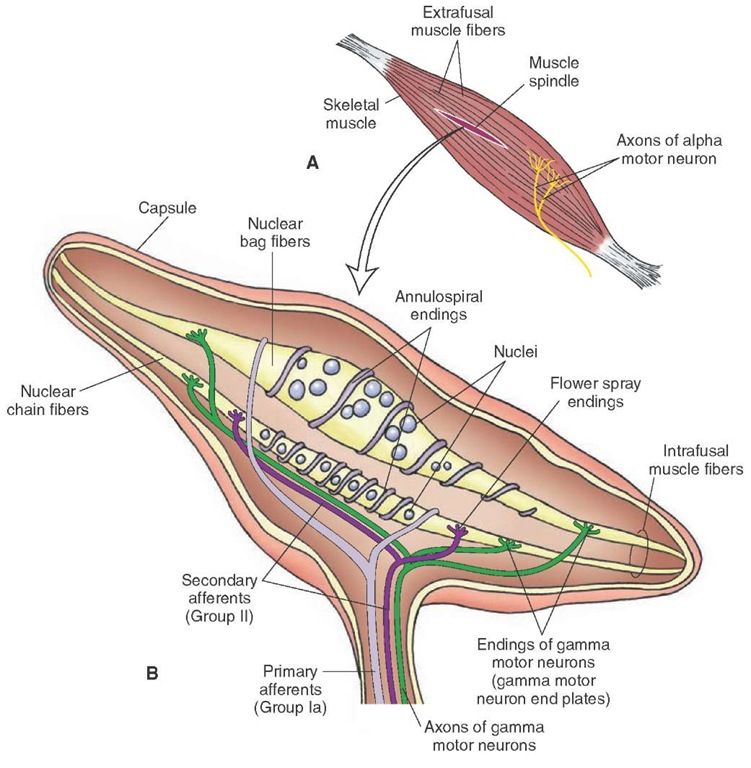 Extrafusal
muscle fibers
Muscle
spindle
Skeletal
muscle
Axons of alpha
motor neuron
A
Capsule
Nuclear
bag fibers
Annulospiral
endings
Nuclei
Flower spray
endings
Nuclear
chain fibers
Intrafusal
muscle fibers
Secondary
afferents
(Group II)
Endings of gamma
motor neurons
(gamma motor
neuron end plates)
B
Primary
afferents
(Group Ia)
Axons of gamma
motor neurons